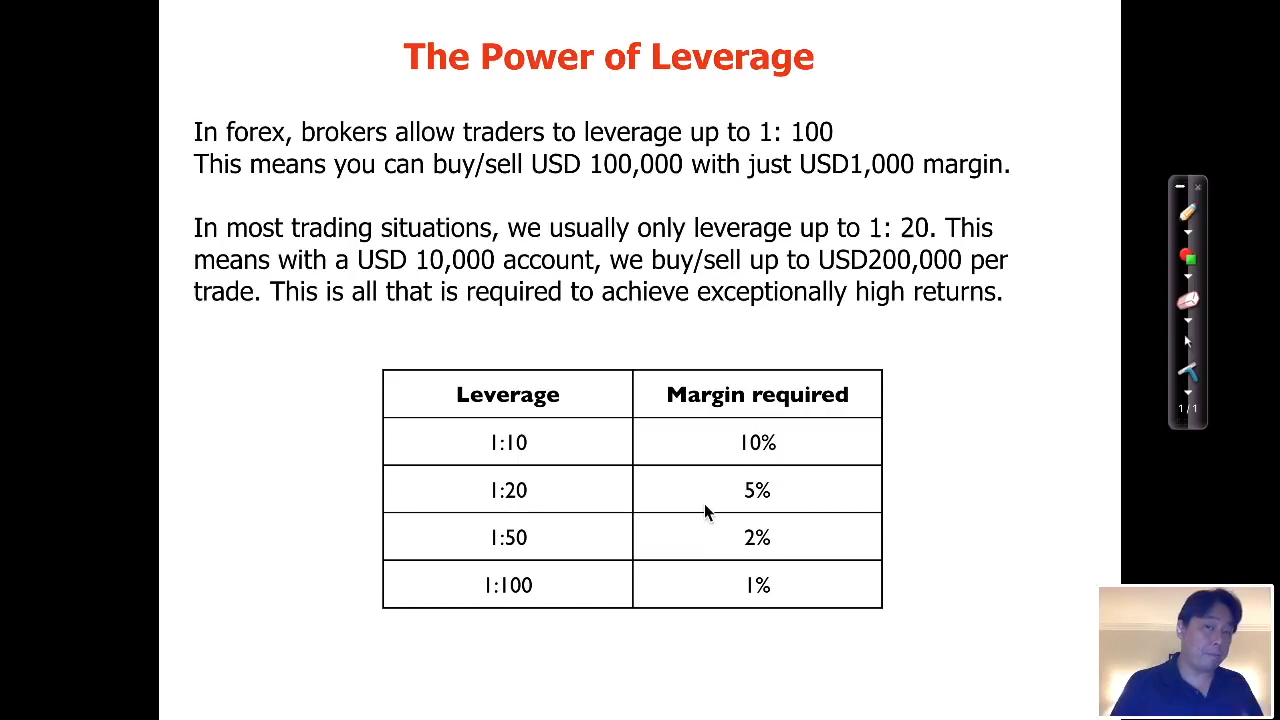 The Power of Leverage
In forex, brokers allow traders to leverage up to 1: 100
This means you can buy/sell USD 100,000 with just USD1,000 margin.
In most trading situations, we usually only leverage up to 1: 20. This
means with a USD 10,000 account, we buy/sell up to USD200,000 per
trade. This is all that is required to achieve exceptionally high returns.
Leverage Margin required
1:10 10%
1:20 5%
1:50 2%
1:100 1%
1 / 1